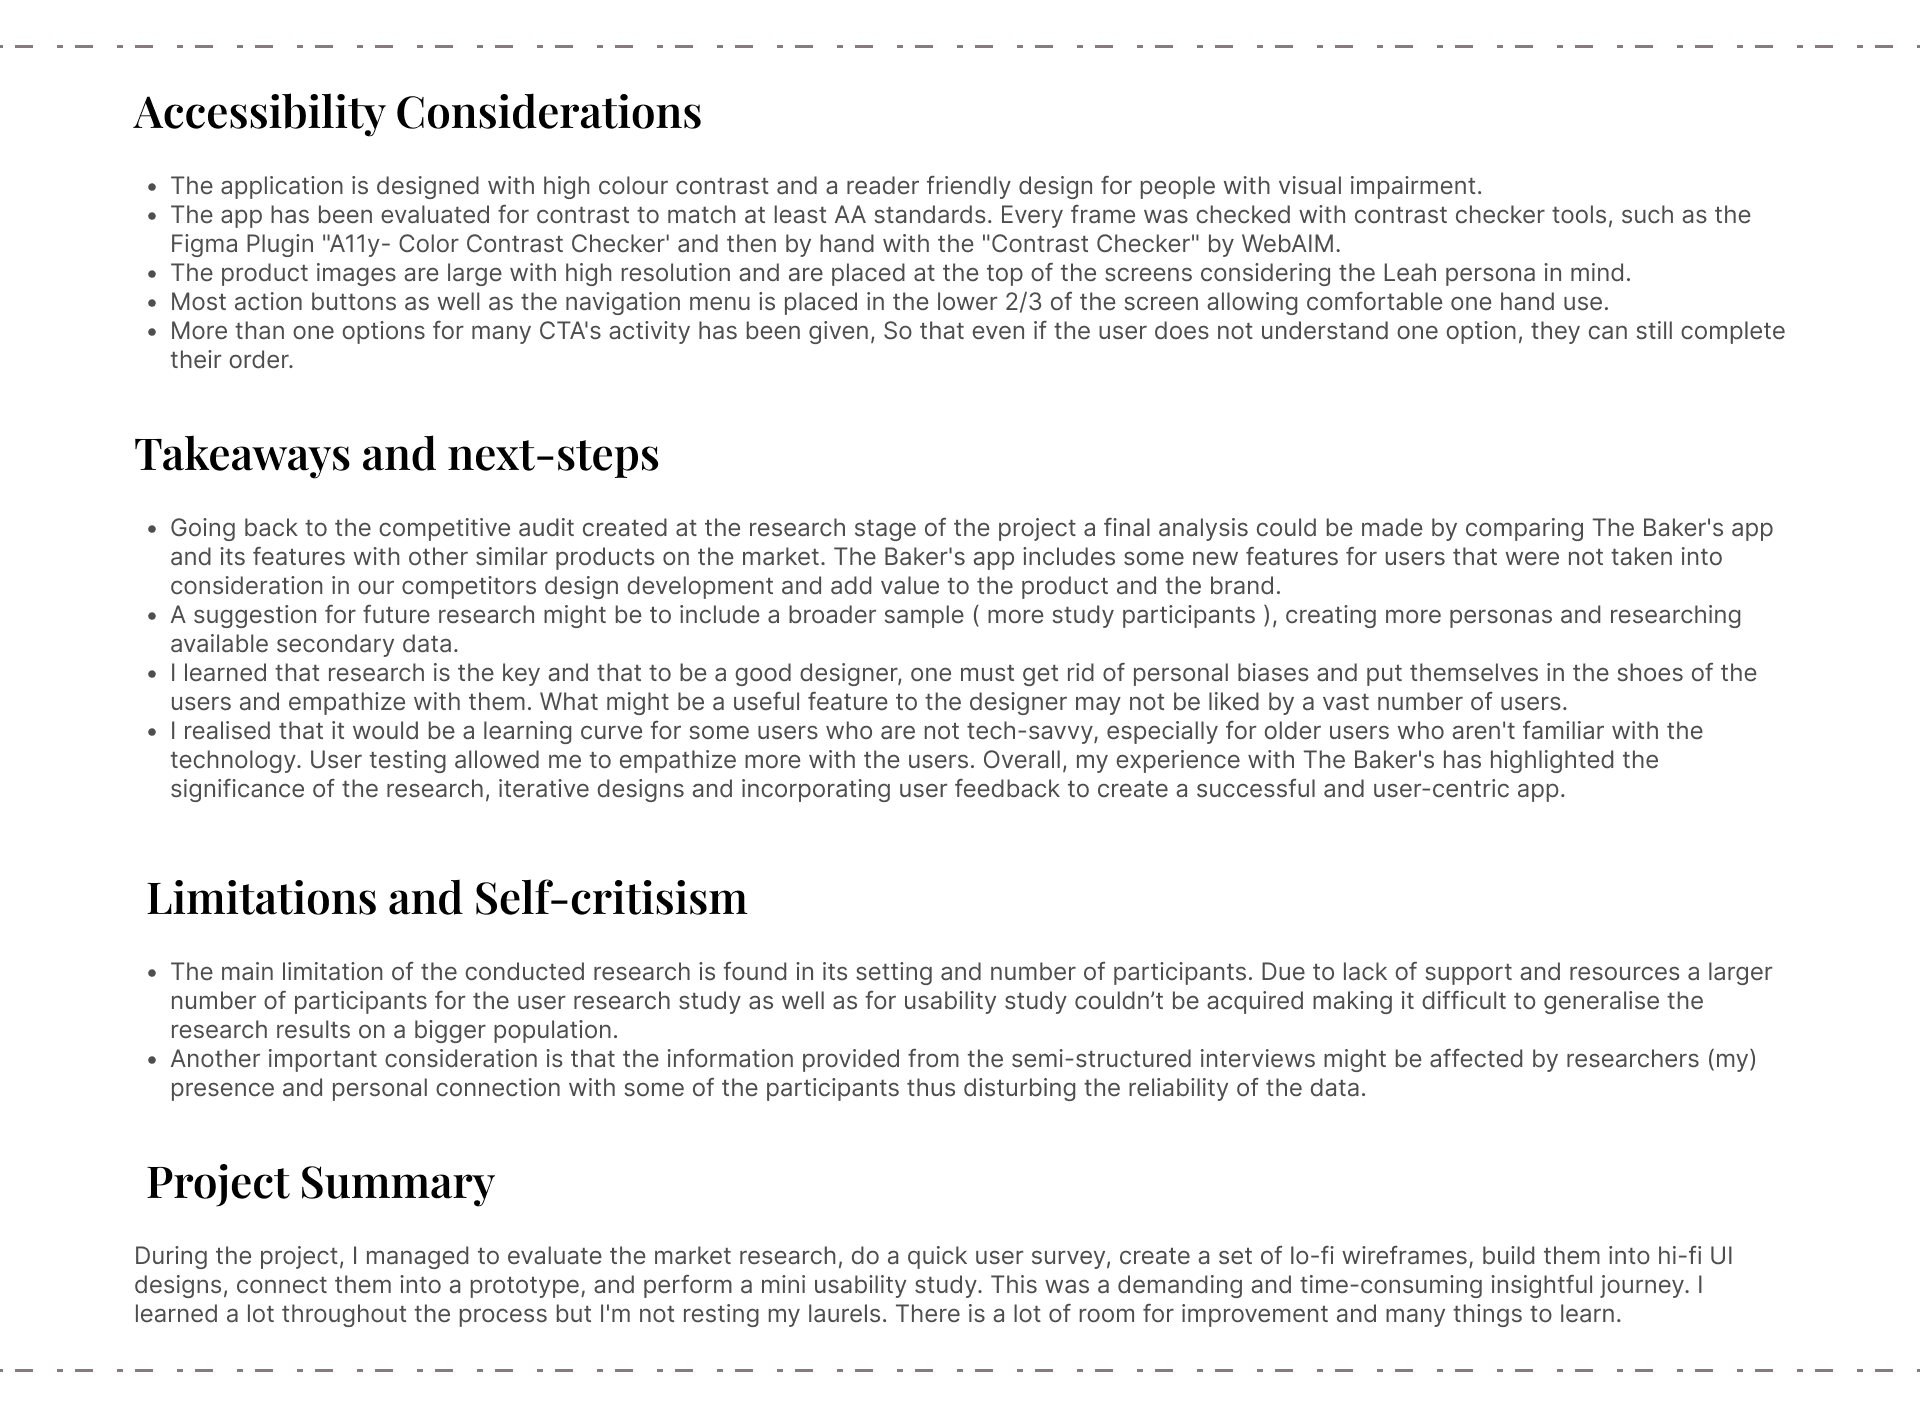 Accessibility Considerations
• The application is designed with high colour contrast and a reader friendly design for people with visual impairment.
• The app has been evaluated for contrast to match at least AA standards. Every frame was checked with contrast checker tools, such as the
Figma Plugin "A11y- Color Contrast Checker' and then by hand with the "Contrast Checker" by WebAIM.
• The product images are large with high resolution and are placed at the top of the screens considering the Leah persona in mind.
• Most action buttons as well as the navigation menu is placed in the lower 2/3 of the screen allowing comfortable one hand use.
• More than one options for many CTA's activity has been given, So that even if the user does not understand one option, they can still complete
their order.
Takeaways and next-steps
• Going back to the competitive audit created at the research stage of the project a final analysis could be made by comparing The Baker's app
and its features with other similar products on the market. The Baker's app includes some new features for users that were not taken into
consideration in our competitors design development and add value to the product and the brand.
• A suggestion for future research might be to include a broader sample ( more study participants ), creating more personas and researching
available secondary data.
• I learned that research is the key and that to be a good designer, one must get rid of personal biases and put themselves in the shoes of the
users and empathize with them. What might be a useful feature to the designer may not be liked by a vast number of users.
• I realised that it would be a learning curve for some users who are not tech-savvy, especially for older users who aren't familiar with the
technology. User testing allowed me to empathize more with the users. Overall, my experience with The Baker's has highlighted the
significance of the research, iterative designs and incorporating user feedback to create a successful and user-centric app.
Limitations and Self-critisism
• The main limitation of the conducted research is found in its setting and number of participants. Due to lack of support and resources a larger
number of participants for the user research study as well as for usability study couldn’t be acquired making it difficult to generalise the
research results on a bigger population.
• Another important consideration is that the information provided from the semi-structured interviews might be affected by researchers (my)
presence and personal connection with some of the participants thus disturbing the reliability of the data.
Project Summary
During the project, I managed to evaluate the market research, do a quick user survey, create a set of lo-fi wireframes, build them into hi-fi UI
designs, connect them into a prototype, and perform a mini usability study. This was a demanding and time-consuming insightful journey. I
learned a lot throughout the process but I'm not resting my laurels. There is a lot of room for improvement and many things to learn.